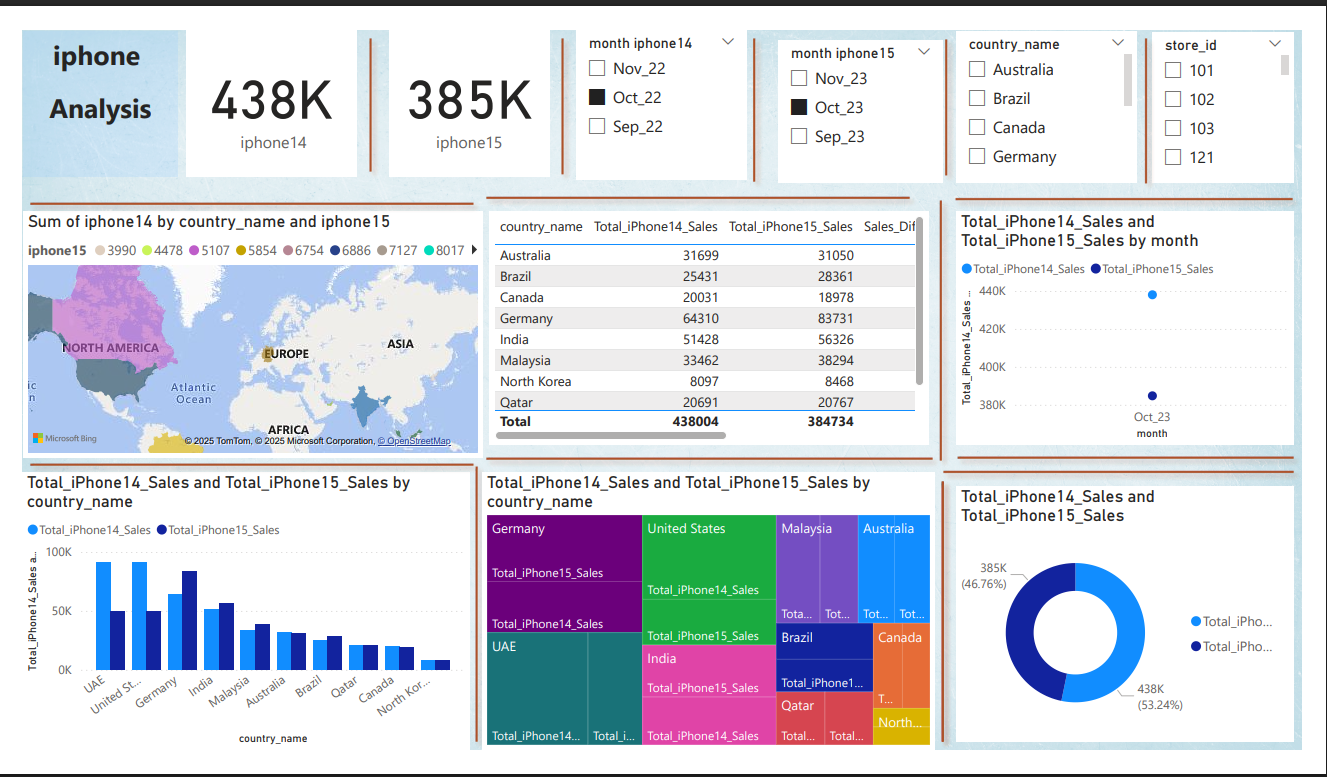 iphone
Analysis
438K
iphone14
385K
iphone15
month iphone14
Nov_22
Oct_22
Sep_22
month iphone15
Nov_23
Oct_23
Sep_23
country_name
Australia
Brazil
Canada
Germany
store_id
101
102
103
121
Sum of iphone14 by country_name and iphone15
iphone15 3990 4478 5107 5854 6754 6886 7127 8017
NORTH AMERICA
EUROPE
ASIA
Atlantic
Ocean
AFRICA
ic
n
Microsoft Bing
© 2025 TomTom, © 2025 Microsoft Corporation, © OpenStreetMap
country_name Total_iPhone14_Sales Total_iPhone15_Sales Sales_Dif
Australia 31699 31050
Brazil 25431 28361
Canada 20031 18978
Germany 64310 83731
India 51428 56326
Malaysia 33462 38294
North Korea 8097 8468
Qatar 20691 20767
Total 438004 384734
Total_iPhone14_Sales and
Total_iPhone15_Sales by month
Total_iPhone14_Sales Total_iPhone15_Sales
Total_iPhone14_Sales ...
440K
420K
400K
380K
Oct_23
month
Total_iPhone14_Sales and Total_iPhone15_Sales by
country_name
Total_iPhone14_Sales Total_iPhone15_Sales
Total_iPhone14_Sales a...
100K
50K
0K
UAE
United St...
Germany
India
Malaysia
Australia
Brazil
Qatar
Canada
North Kor...
country_name
Total_iPhone14_Sales and Total_iPhone15_Sales by
country_name
Germany
Total_iPhone15_Sales
Total_iPhone14_Sales
UAE
Total_iPhone14...
Total_i...
United States
Total_iPhone14_Sales
Total_iPhone15_Sales
India
Total_iPhone15_Sales
Total_iPhone14_Sales
Malaysia
Tota...
Tot...
Australia
Tot...
Tot...
Brazil
Total_iPhone1...
Canada
T...
Qatar
Total...
Total...
North...
Total_iPhone14_Sales and
Total_iPhone15_Sales
385K
(46.76%)
438K
(53.24%)
Total_iPho...
Total_iPho...